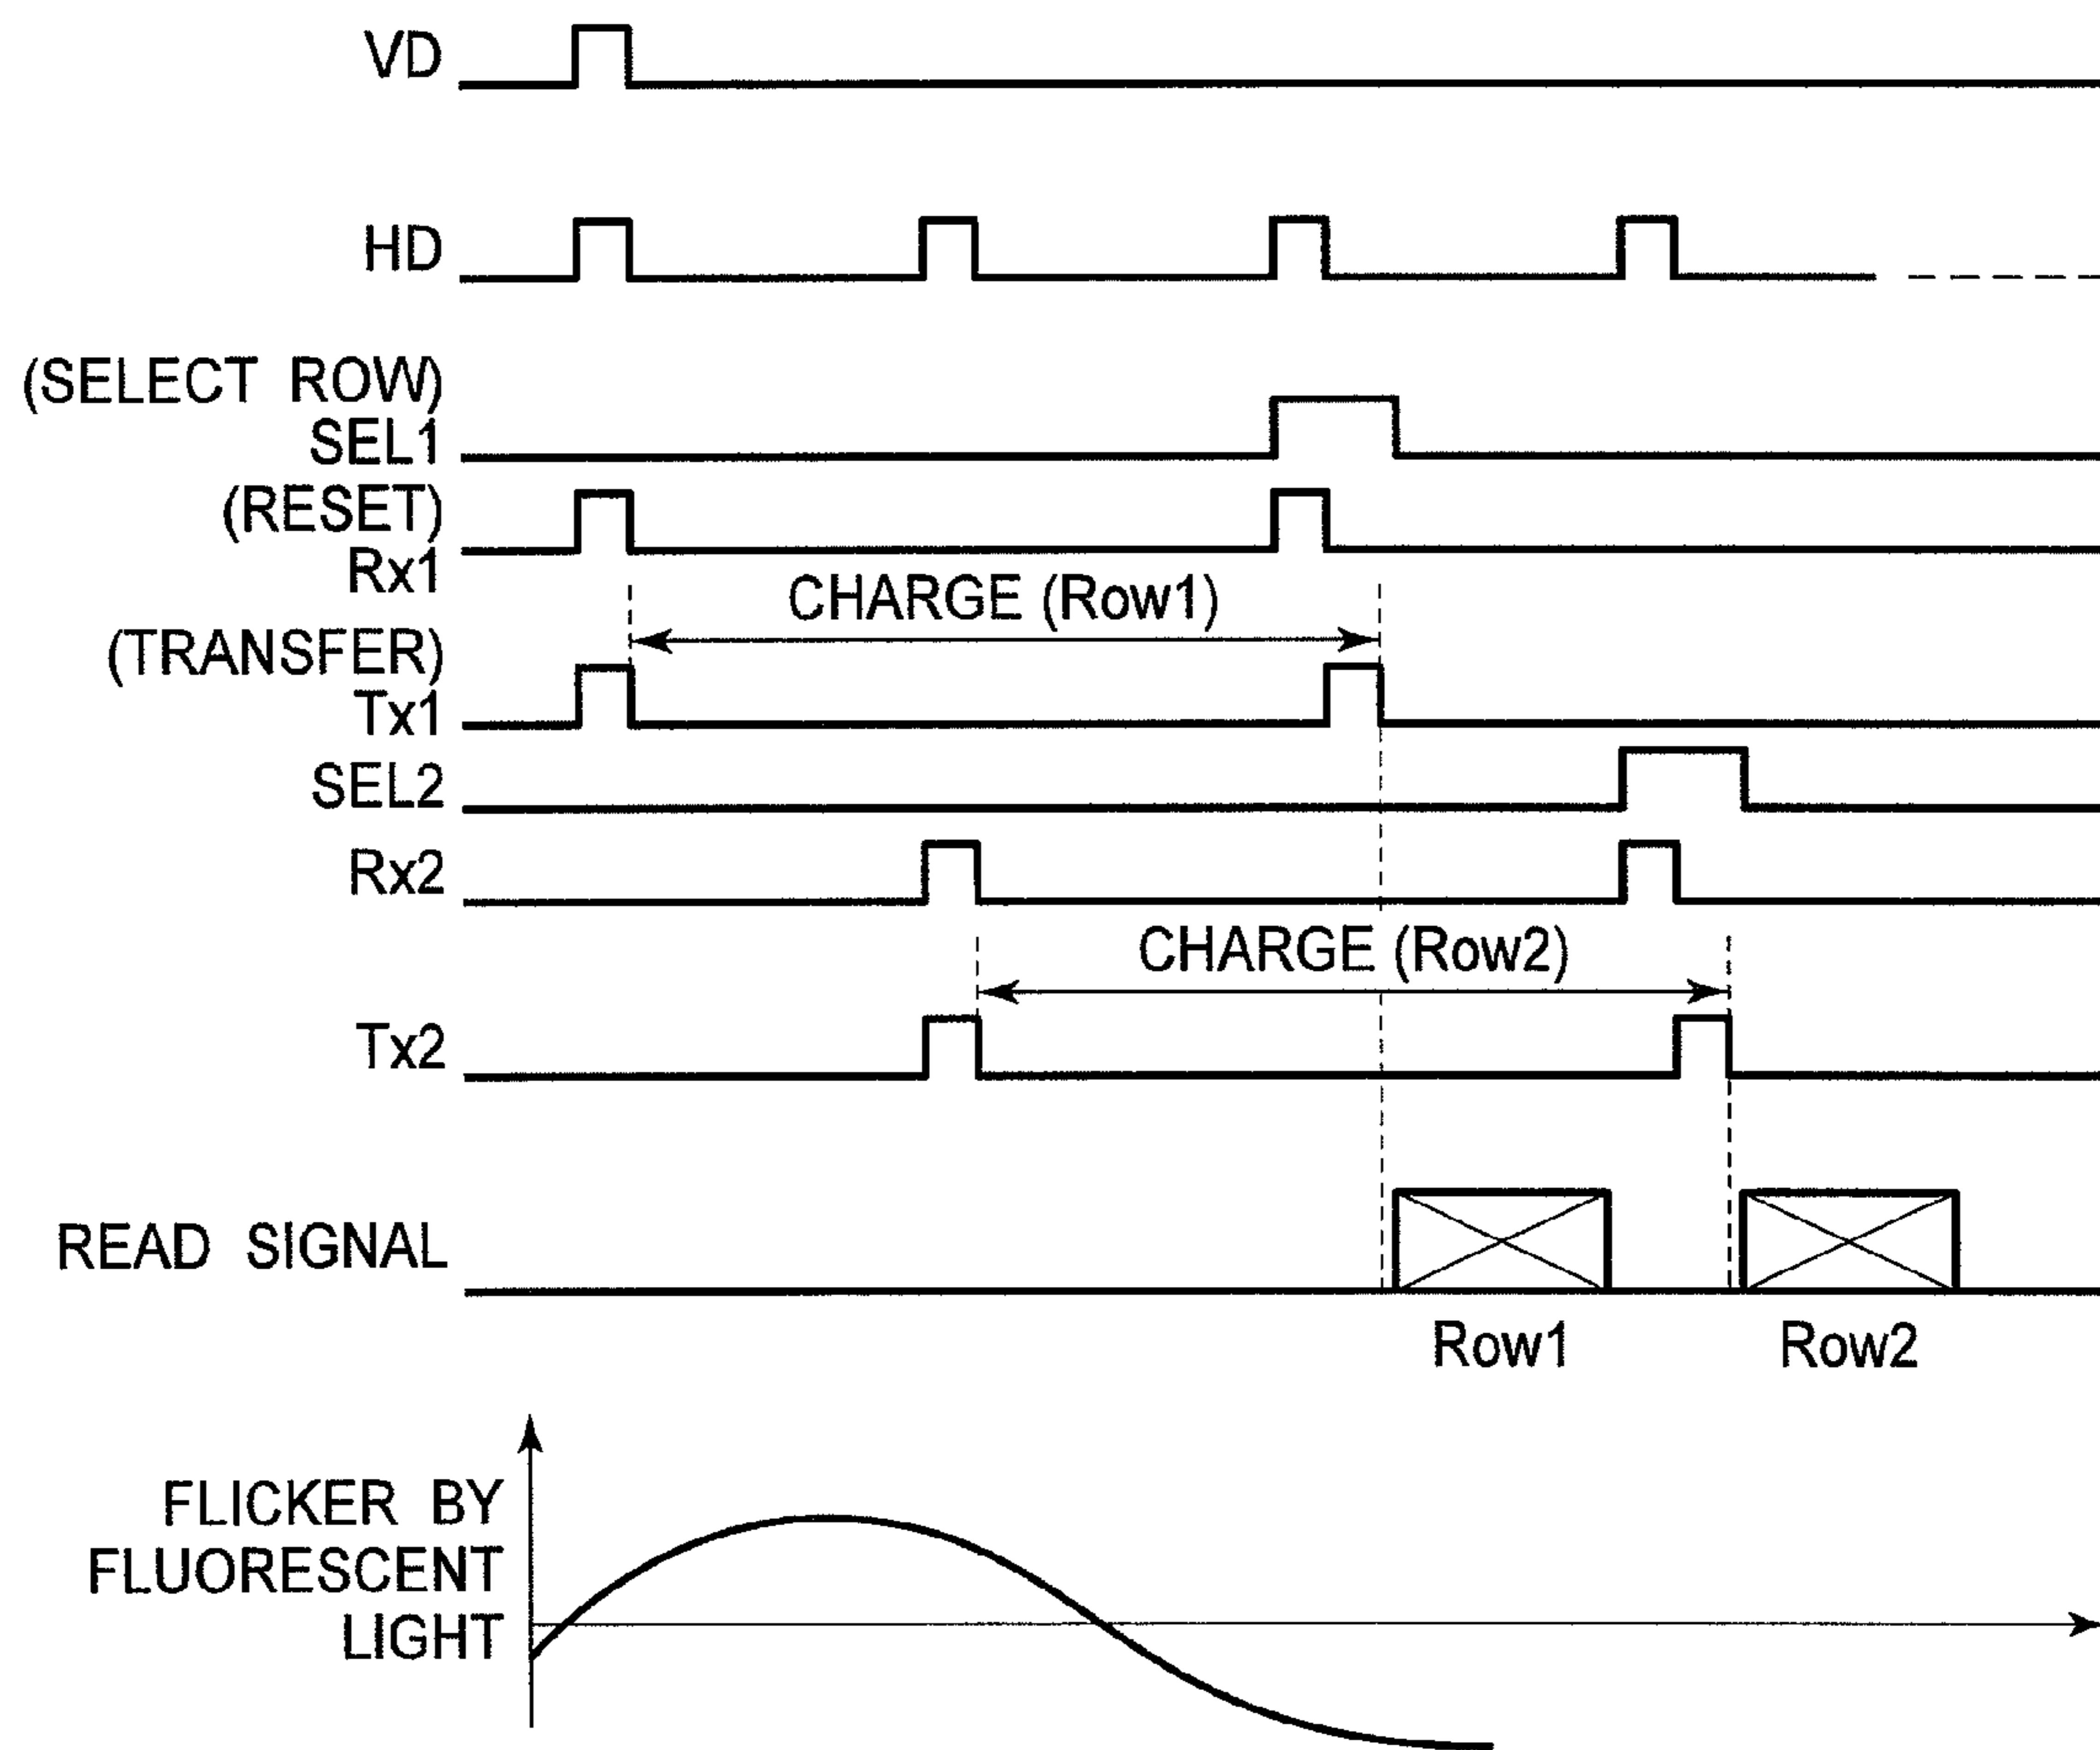 VD
HD
(SELECT ROW)
SEL1
(RESET)
Rx1
CHARGE (Row1)
(TRANSFER)
Tx1
SEL2
Rx2
CHARGE (Row2)
Tx2
READ SIGNAL
Row1 Row2
FLICKER BY
FLUORESCENT
LIGHT